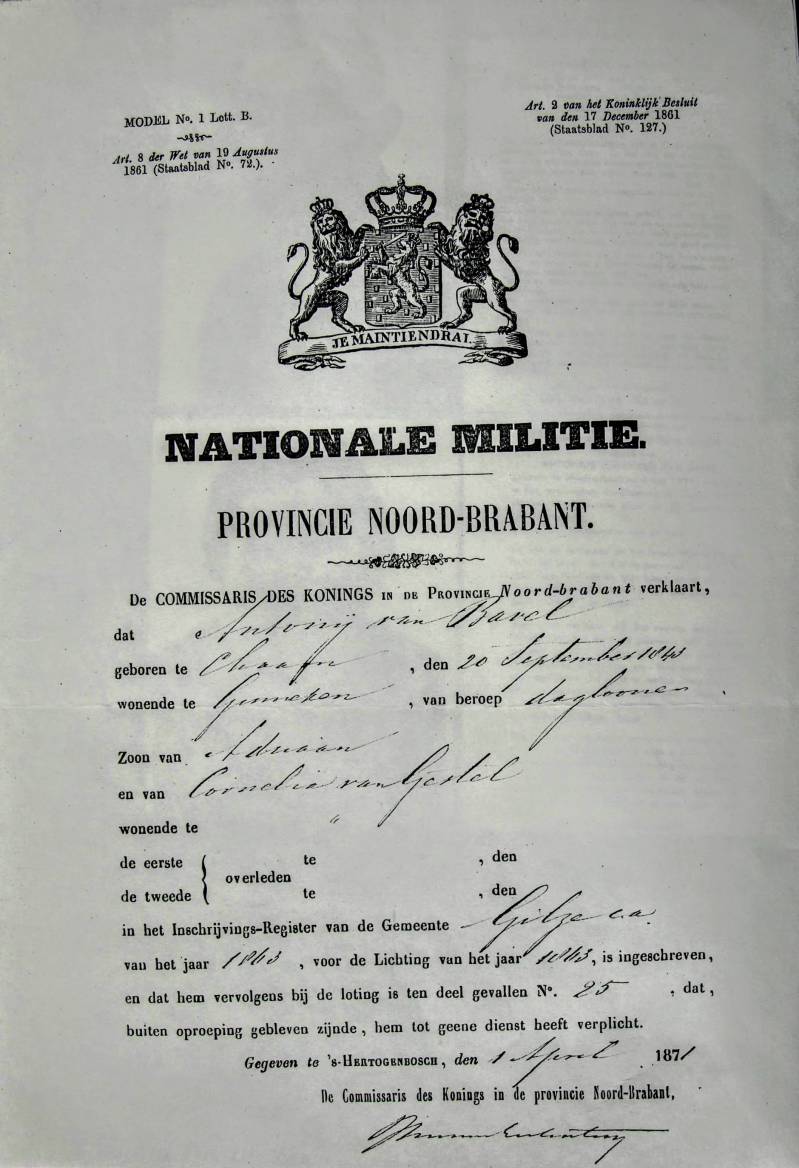 MODEL No. 1 Lett. B.
Art. 8 der Wet van 19 Augustus
1861 (Staatsblad No. 72.).
Art. 2 van het Koninklijk Besluit
van den 17 December 1861
(Staatsblad No. 127.)
JE MAINTIENDRAI.
NATIONALE MILITIE.
PROVINCIE NOORD-BRABANT.
De COMMISSARIS DES KONINGS IN DE PROVINCIE Noord-brabant verklaart,
dat Antonij van Bavel
geboren te Chaam , den 20 September 1843
wonende te Ginneken , van beroep daglooner
Zoon van Adriaan
en van Cornelia van Gestel
wonende te "
de eerste te , den
overleden
de tweede te , den
in het Inschrijvings-Register van de Gemeente Gilze c.a.
van het jaar 1863 , voor de Lichting van het jaar 1863, is ingeschreven,
en dat hem vervolgens bij de loting is ten deel gevallen No. 25 , dat,
buiten oproeping gebleven zijnde, hem tot geene dienst heeft verplicht.
Gegeven te 's-HERTOGENBOSCH, den 1 April 1871
De Commissaris des Konings in de provincie Noord-Brabant,